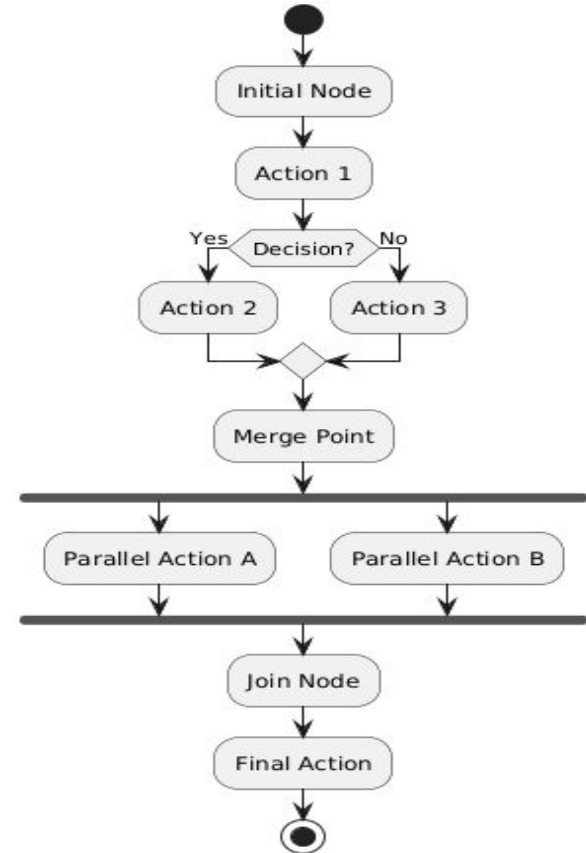 Initial Node
Action 1
Yes
Decision?
No
Action 2
Action 3
Merge Point
Parallel Action A
Parallel Action B
Join Node
Final Action